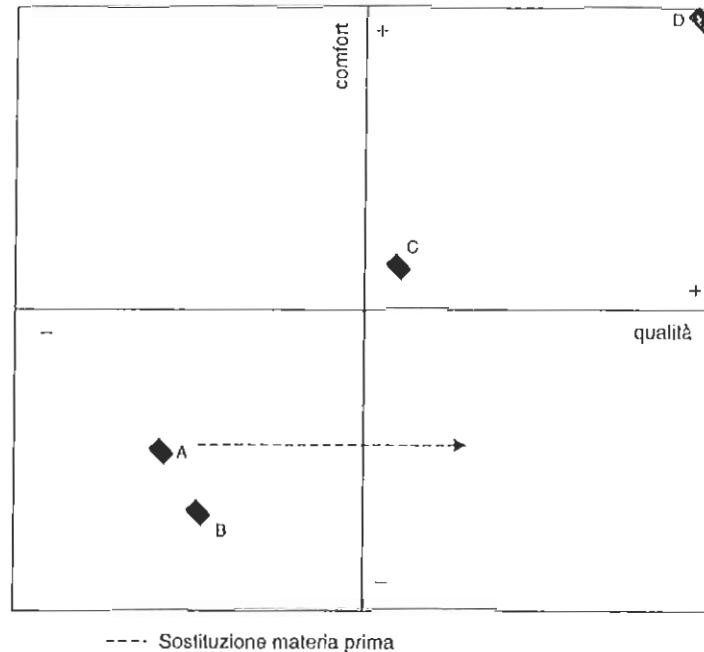 comfort
+
D
C
+
−
qualità
A
B
−
---- Sostituzione materia prima